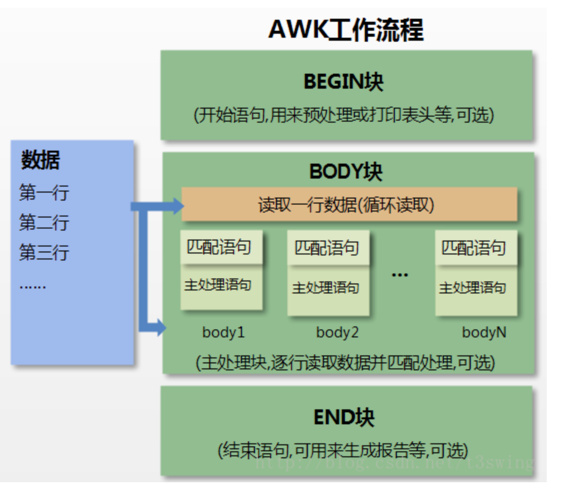 AWK工作流程
BEGIN块
(开始语句,用来预处理或打印表头等,可选)
数据
第一行
第二行
第三行
......
BODY块
读取一行数据(循环读取)
匹配语句
主处理语句
body1
匹配语句
主处理语句
body2
...
匹配语句
主处理语句
bodyN
(主处理块,逐行读取数据并匹配处理,可选)
END块
(结束语句,可用来生成报告等,可选)